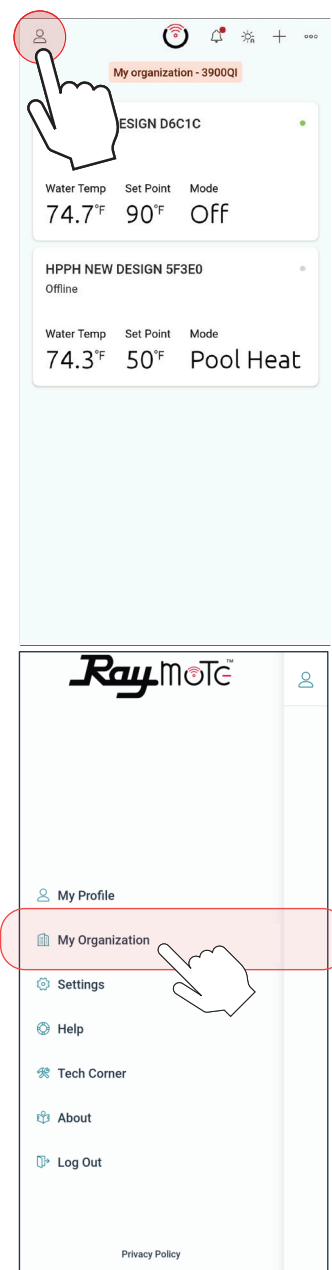 My organization - 3900QI
ESIGN D6C1C
Water Temp Set Point Mode
74.7°F 90°F Off
HPPH NEW DESIGN 5F3E0
Offline
Water Temp Set Point Mode
74.3°F 50°F Pool Heat
Raymote™
My Profile
My Organization
Settings
Help
Tech Corner
About
Log Out
Privacy Policy